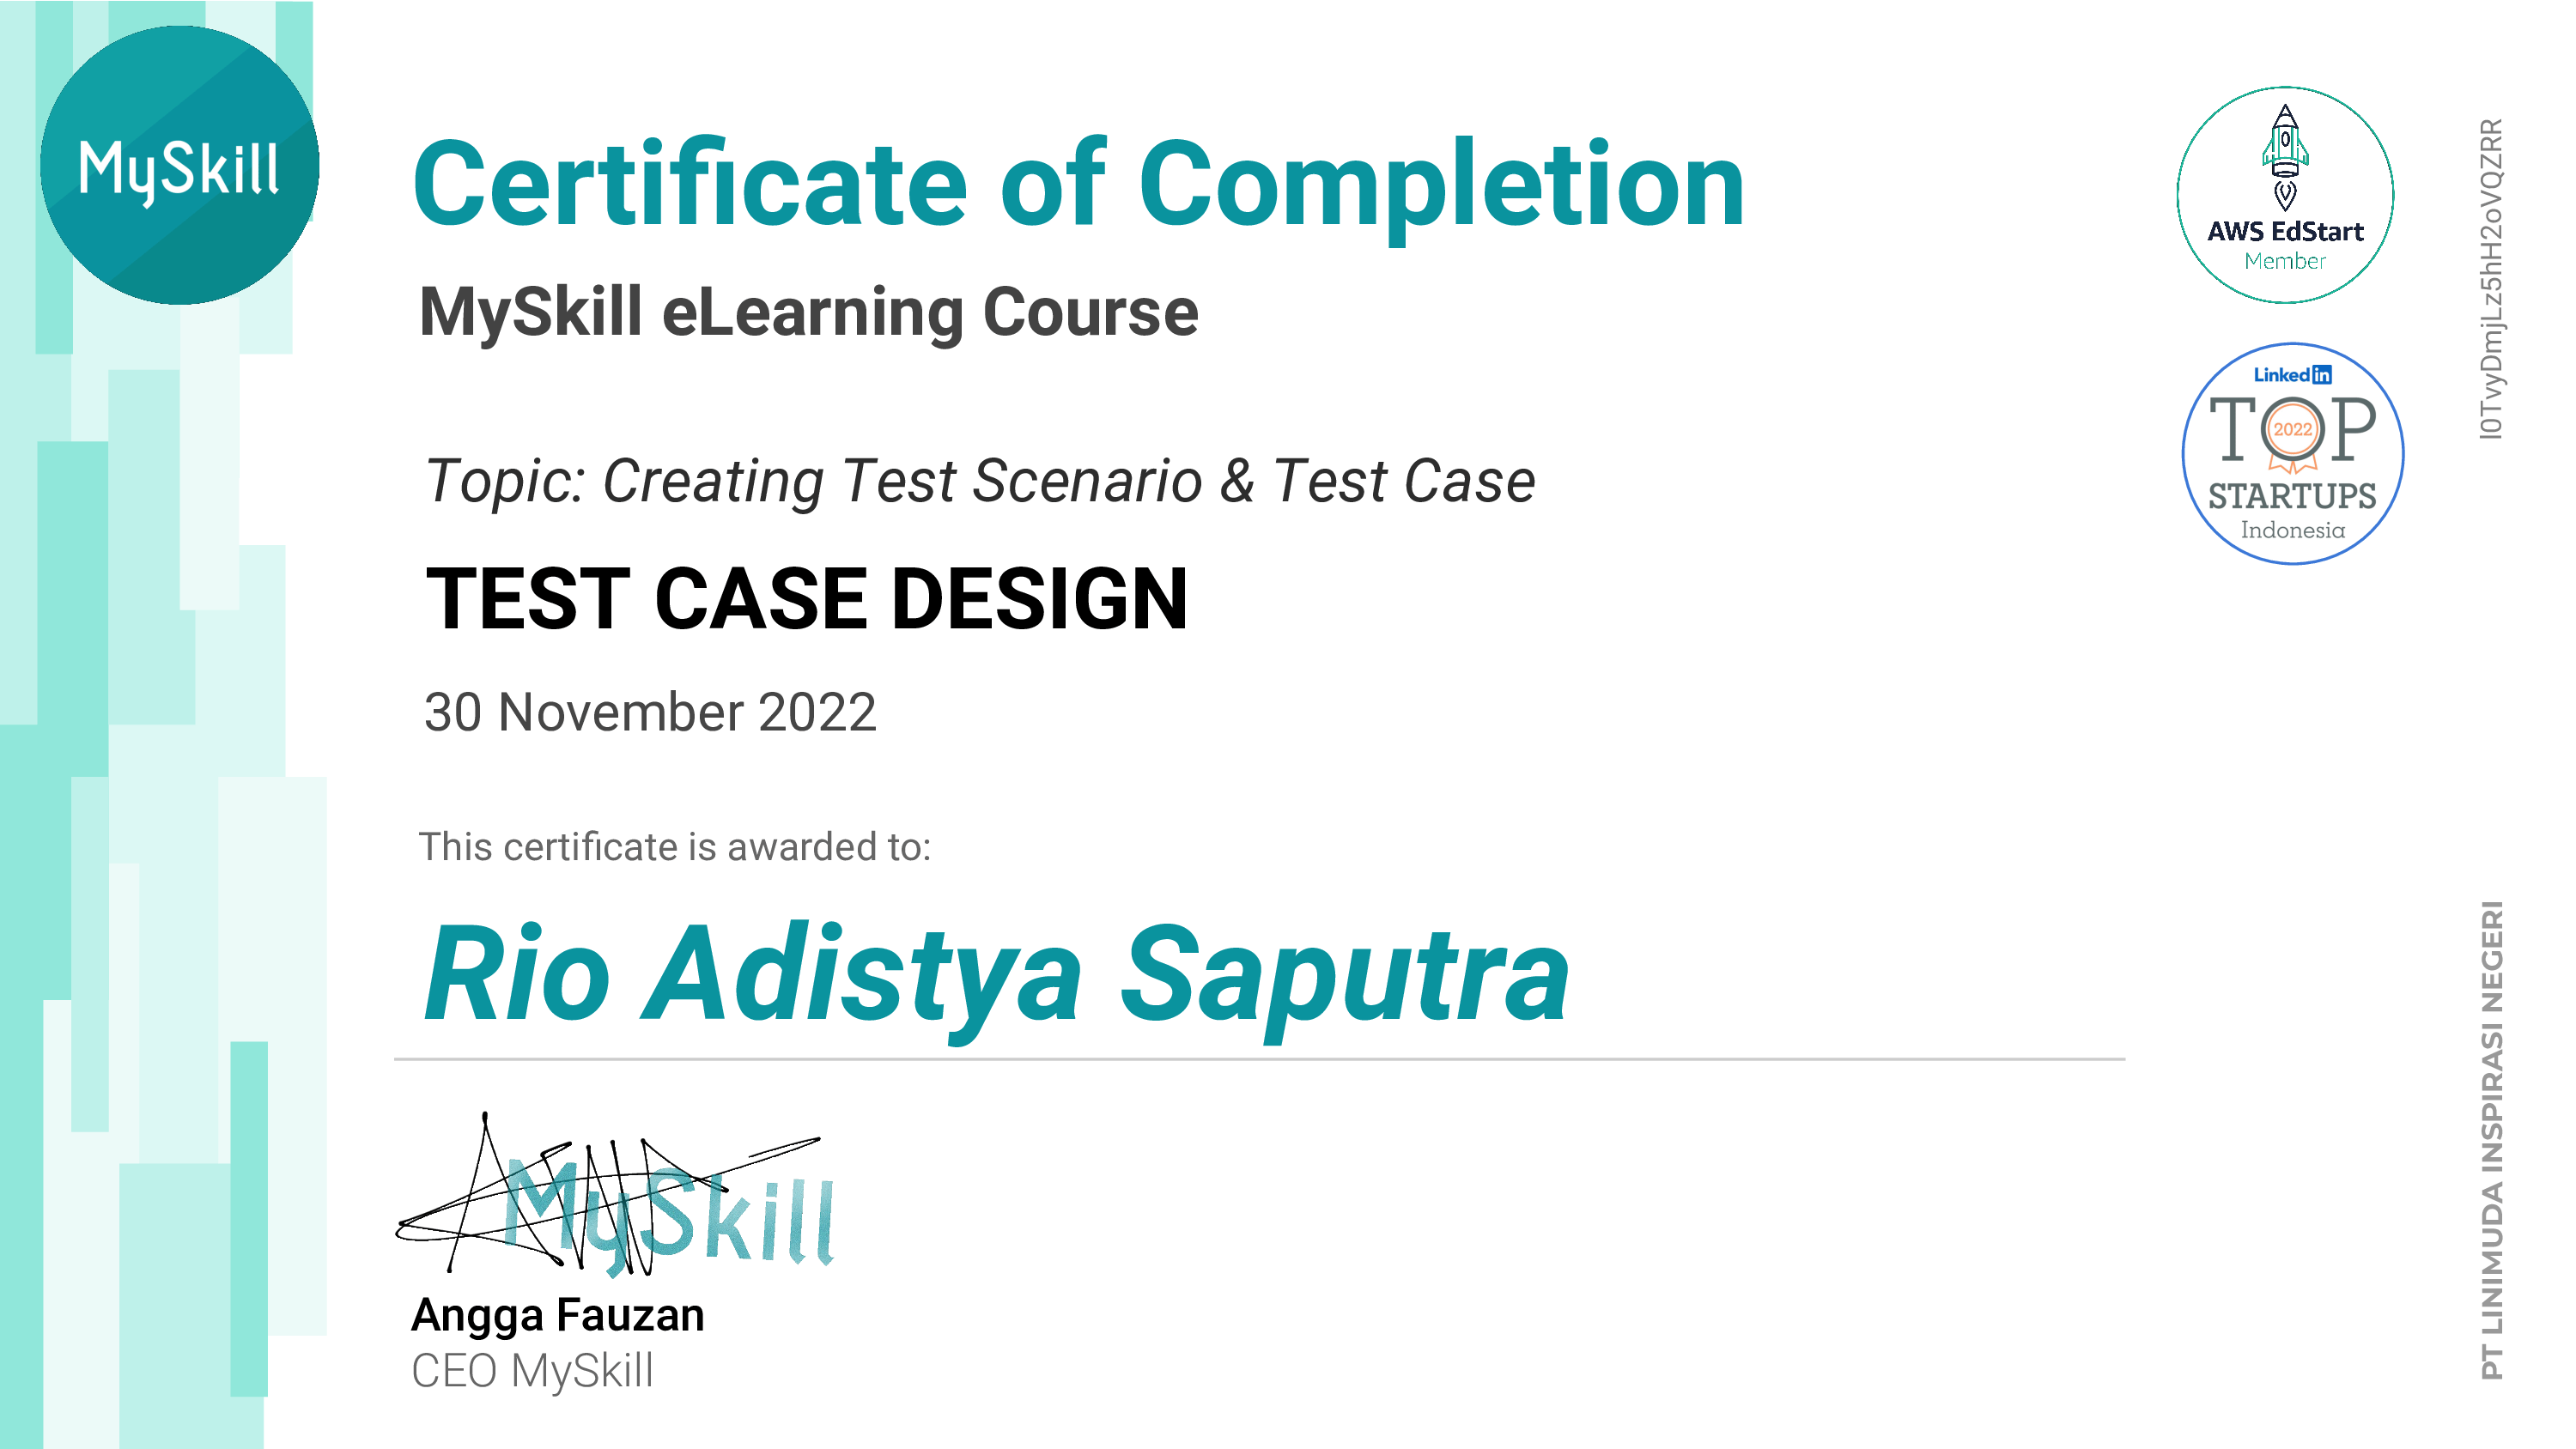 MySkill
Certificate of Completion
MySkill eLearning Course
Topic: Creating Test Scenario & Test Case
TEST CASE DESIGN
30 November 2022
This certificate is awarded to:
Rio Adistya Saputra
MySkill
Angga Fauzan
CEO MySkill
AWS EdStart
Member
Linked in
TOP
2022
STARTUPS
Indonesia
I0TvyDmjLz5hH2oVQZRR
PT LINIMUDA INSPIRASI NEGERI